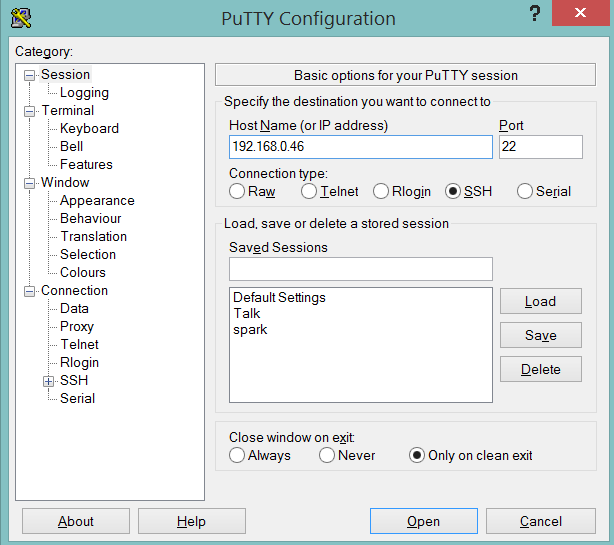 PuTTY Configuration
?
Category:
Session
Logging
Terminal
Keyboard
Bell
Features
Window
Appearance
Behaviour
Translation
Selection
Colours
Connection
Data
Proxy
Telnet
Rlogin
SSH
Serial
Basic options for your PuTTY session
Specify the destination you want to connect to
Host Name (or IP address) Port
192.168.0.46 22
Connection type:
Raw Telnet Rlogin SSH Serial
Load, save or delete a stored session
Saved Sessions
Default Settings
Talk
spark
Load
Save
Delete
Close window on exit:
Always Never Only on clean exit
About Help Open Cancel